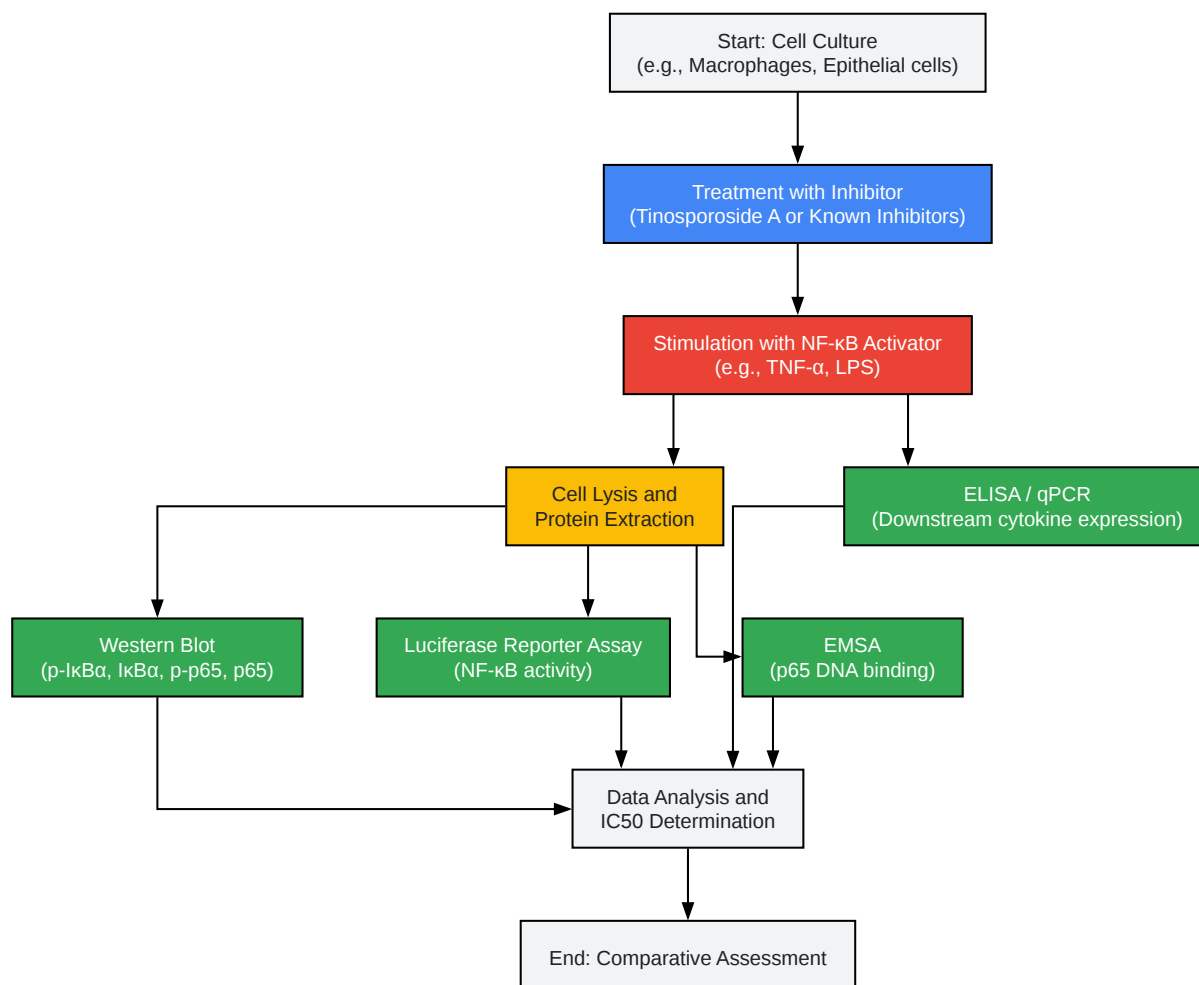 Start: Cell Culture
(e.g., Macrophages, Epithelial cells)
Treatment with Inhibitor
(Tinosporoside A or Known Inhibitors)
Stimulation with NF-κB Activator
(e.g., TNF-α, LPS)
Cell Lysis and
Protein Extraction
ELISA / qPCR
(Downstream cytokine expression)
Western Blot
(p-IκBα, IκBα, p-p65, p65)
Luciferase Reporter Assay
(NF-κB activity)
EMSA
(p65 DNA binding)
Data Analysis and
IC50 Determination
End: Comparative Assessment